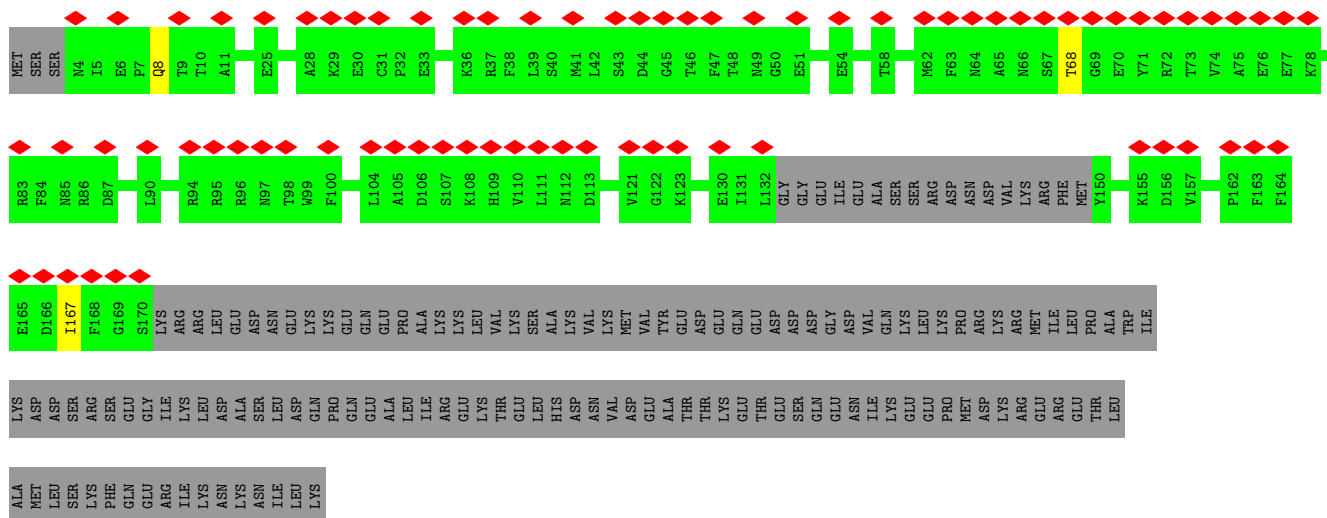 MET SER SER N4 I5 E6 P7 Q8 T9 T10 A11 E25 A28 K29 E30 C31 P32 E33 K36 R37 F38 L39 S40 M41 L42 S43 D44 G45 T46 F47 T48 N49 G50 E51 E54 T58 M62 F63 N64 A65 N66 S67 T68 G69 E70 Y71 R72 T73 V74 A75 E76 E77 K78
R83 F84 N85 R86 D87 L90 R94 R95 R96 N97 T98 W99 F100 L104 A105 D106 S107 K108 H109 V110 L111 N112 D113 V121 G122 K123 E130 I131 L132 GLY GLY GLU ILE GLU ALA SER SER ARG ASP ASN ASP VAL LYS ARG PHE MET Y150 K155 D156 V157 P162 F163 F164
E165 D166 I167 F168 G169 S170 LYS ARG ARG LEU GLU ASP ASN GLU LYS LYS GLU GLN GLU PRO ALA LYS LYS LEU VAL LYS SER ALA LYS VAL LYS MET VAL TYR GLU ASP GLU GLN GLU ASP ASP ASP GLY ASP VAL GLN LYS LEU LYS PRO ARG LYS ARG MET ILE LEU PRO ALA TRP ILE
LYS ASP ASP SER ARG SER GLU GLY ILE LYS LEU ASP ALA SER LEU ASP GLN PRO GLN GLU ALA LEU ILE ARG GLU LYS THR GLU LEU HIS ASP ASN VAL ASP GLU ALA THR THR LYS GLU THR GLU SER GLN GLU ASN ILE LYS GLU GLU PRO MET ASP LYS ARG GLU ARG GLU THR LEU
ALA MET LEU SER LYS PHE GLN GLU ARG ILE LYS ASN LYS ASN ILE LEU LYS